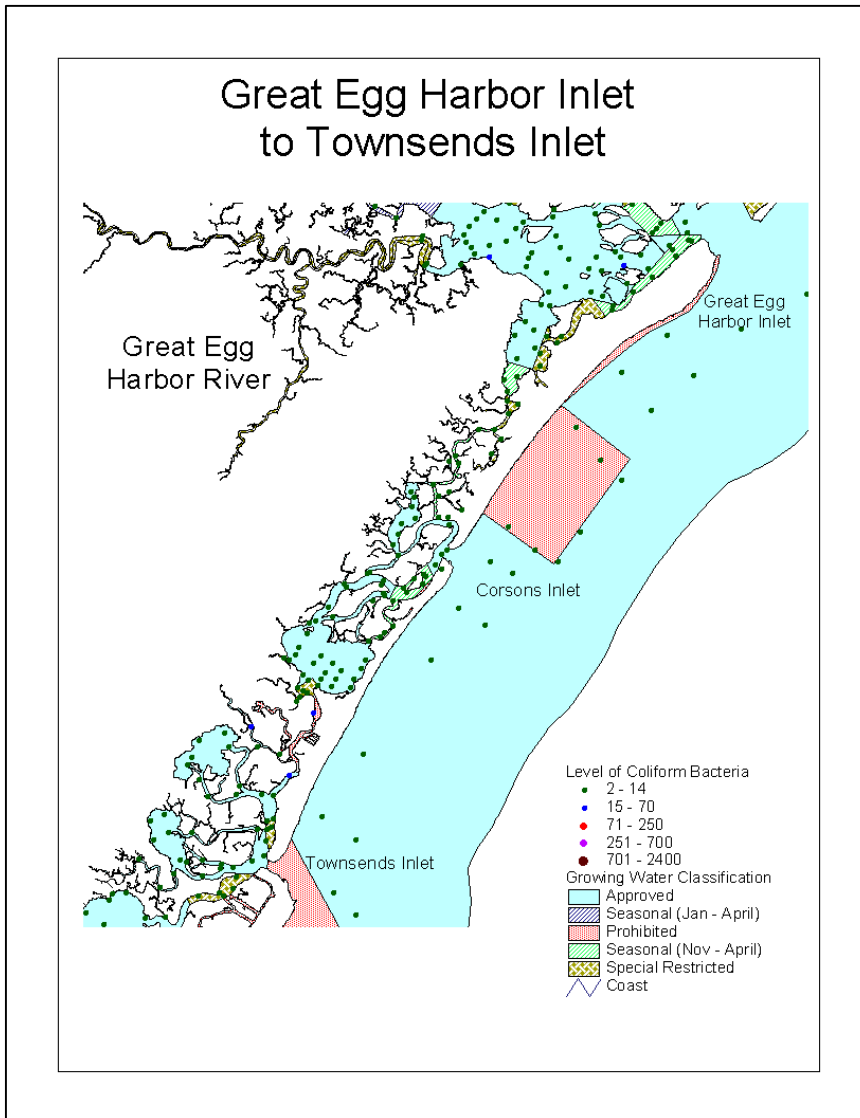 Great Egg Harbor Inlet
to Townsends Inlet
Great Egg
Harbor Inlet
Great Egg
Harbor River
Corsons Inlet
Townsends Inlet
Level of Coliform Bacteria
2 - 14
15 - 70
71 - 250
251 - 700
701 - 2400
Growing Water Classification
Approved
Seasonal (Jan - April)
Prohibited
Seasonal (Nov - April)
Special Restricted
Coast